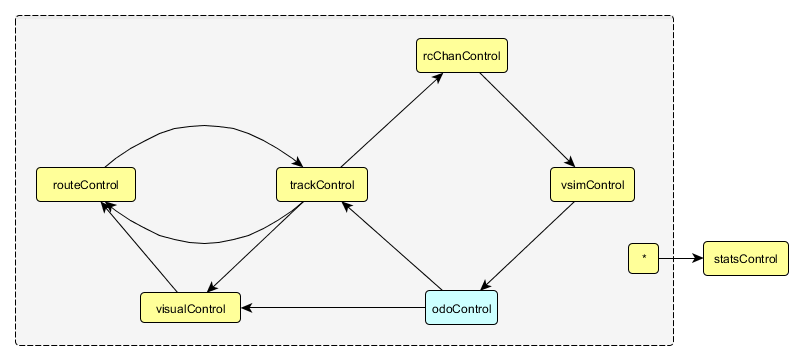 rcChanControl
routeControl
trackControl
vsimControl
*
statsControl
visualControl
odoControl